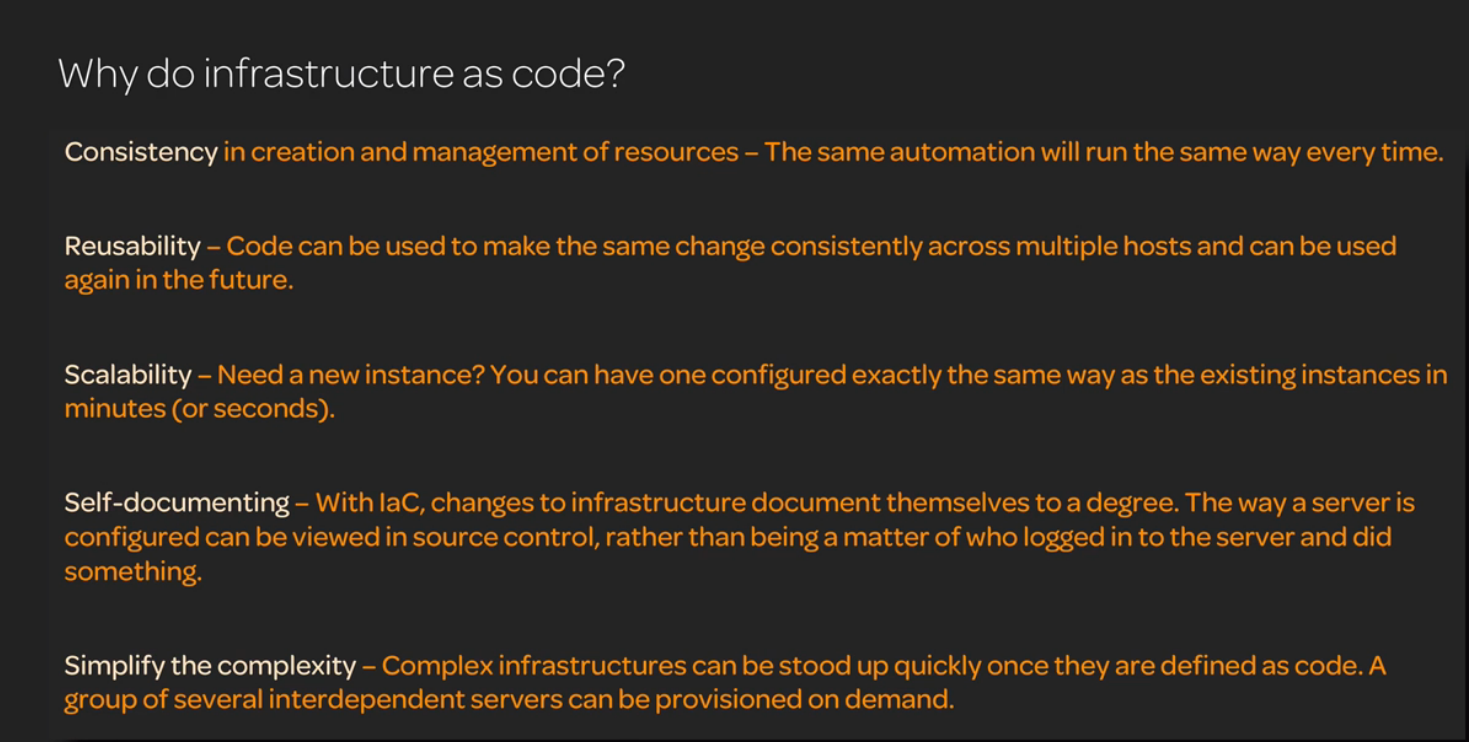 Why do infrastructure as code?
Consistency in creation and management of resources – The same automation will run the same way every time.
Reusability – Code can be used to make the same change consistently across multiple hosts and can be used
again in the future.
Scalability – Need a new instance? You can have one configured exactly the same way as the existing instances in
minutes (or seconds).
Self-documenting – With IaC, changes to infrastructure document themselves to a degree. The way a server is
configured can be viewed in source control, rather than being a matter of who logged in to the server and did
something.
Simplify the complexity – Complex infrastructures can be stood up quickly once they are defined as code. A
group of several interdependent servers can be provisioned on demand.